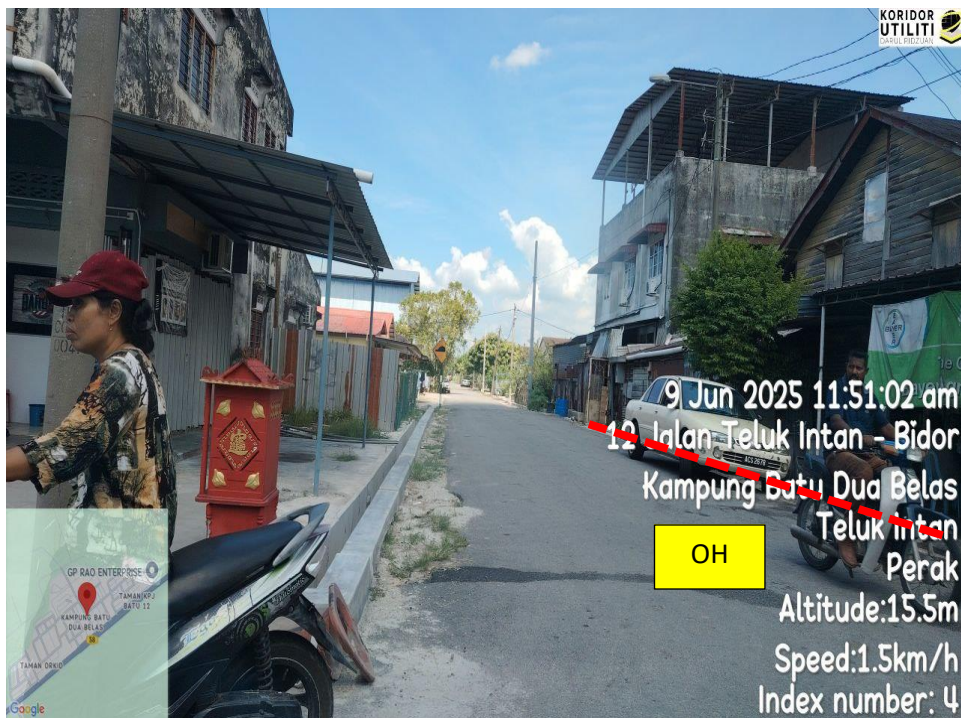 KORIDOR
UTILITI
DARUL RIDZUAN
9 Jun 2025 11:51:02 am
12 Jalan Teluk Intan - Bidor
Kampung Batu Dua Belas
Teluk Intan
Perak
Altitude:15.5m
Speed:1.5km/h
Index number: 4
OH
BAYER
GP RAO ENTERPRISE
TAMAN KPJ
BATU 12
KAMPUNG BATU
DUA BELAS
58
TAMAN ORKID
Google